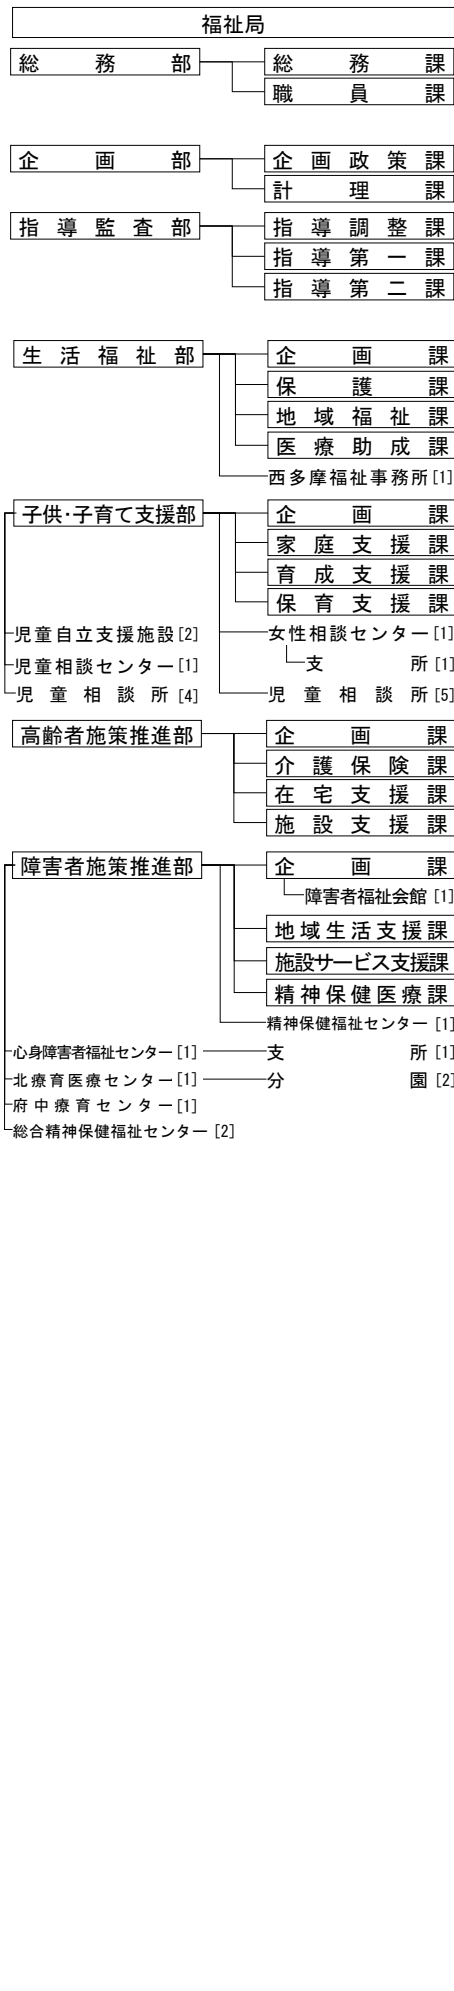 福祉局
総務部 総務課
職員課
企画部 企画政策課
計理課
指導監査部 指導調整課
指導第一課
指導第二課
生活福祉部 企画課
保護課
地域福祉課
医療助成課
西多摩福祉事務所[1]
子供・子育て支援部 企画課
家庭支援課
育成支援課
保育支援課
児童自立支援施設[2] 女性相談センター[1]
児童相談センター[1] 支所[1]
児童相談所[4] 児童相談所[5]
高齢者施策推進部 企画課
介護保険課
在宅支援課
施設支援課
障害者施策推進部 企画課
障害者福祉会館[1]
地域生活支援課
施設サービス支援課
精神保健医療課
精神保健福祉センター[1]
心身障害者福祉センター[1] 支所[1]
北療育医療センター[1] 分園[2]
府中療育センター[1]
総合精神保健福祉センター[2]